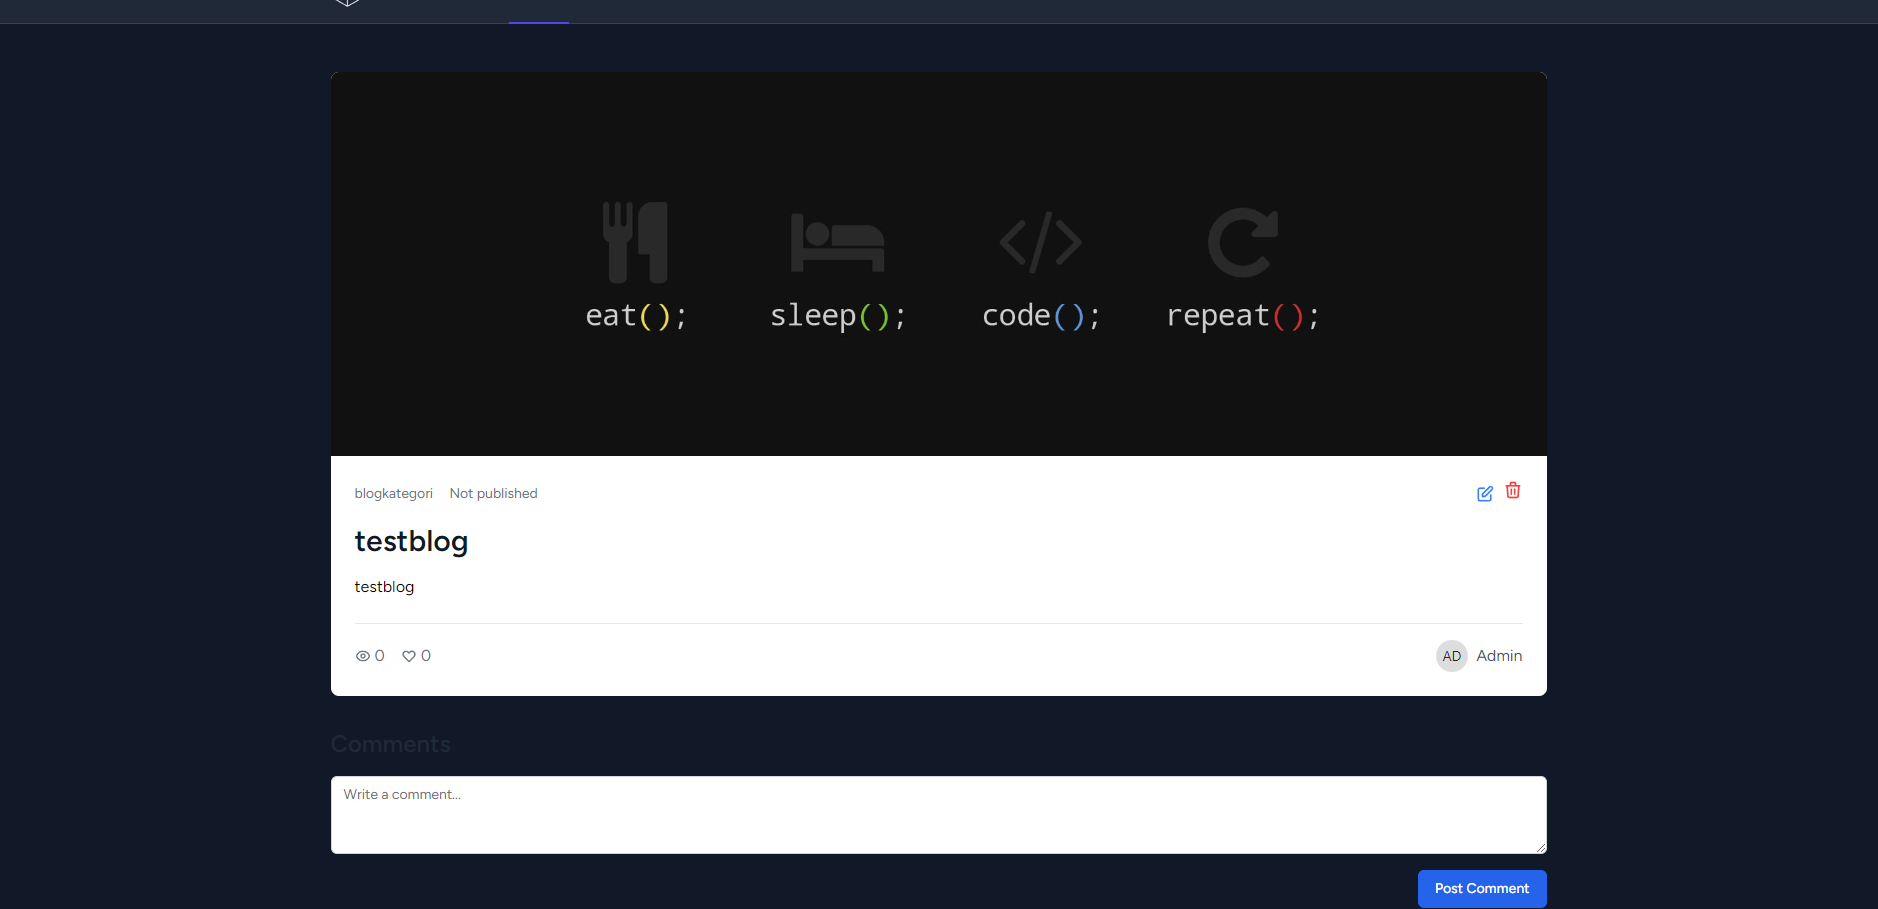 eat(); sleep(); code(); repeat();
blogkategori Not published
testblog
testblog
0 0 AD Admin
Comments
Write a comment...
Post Comment